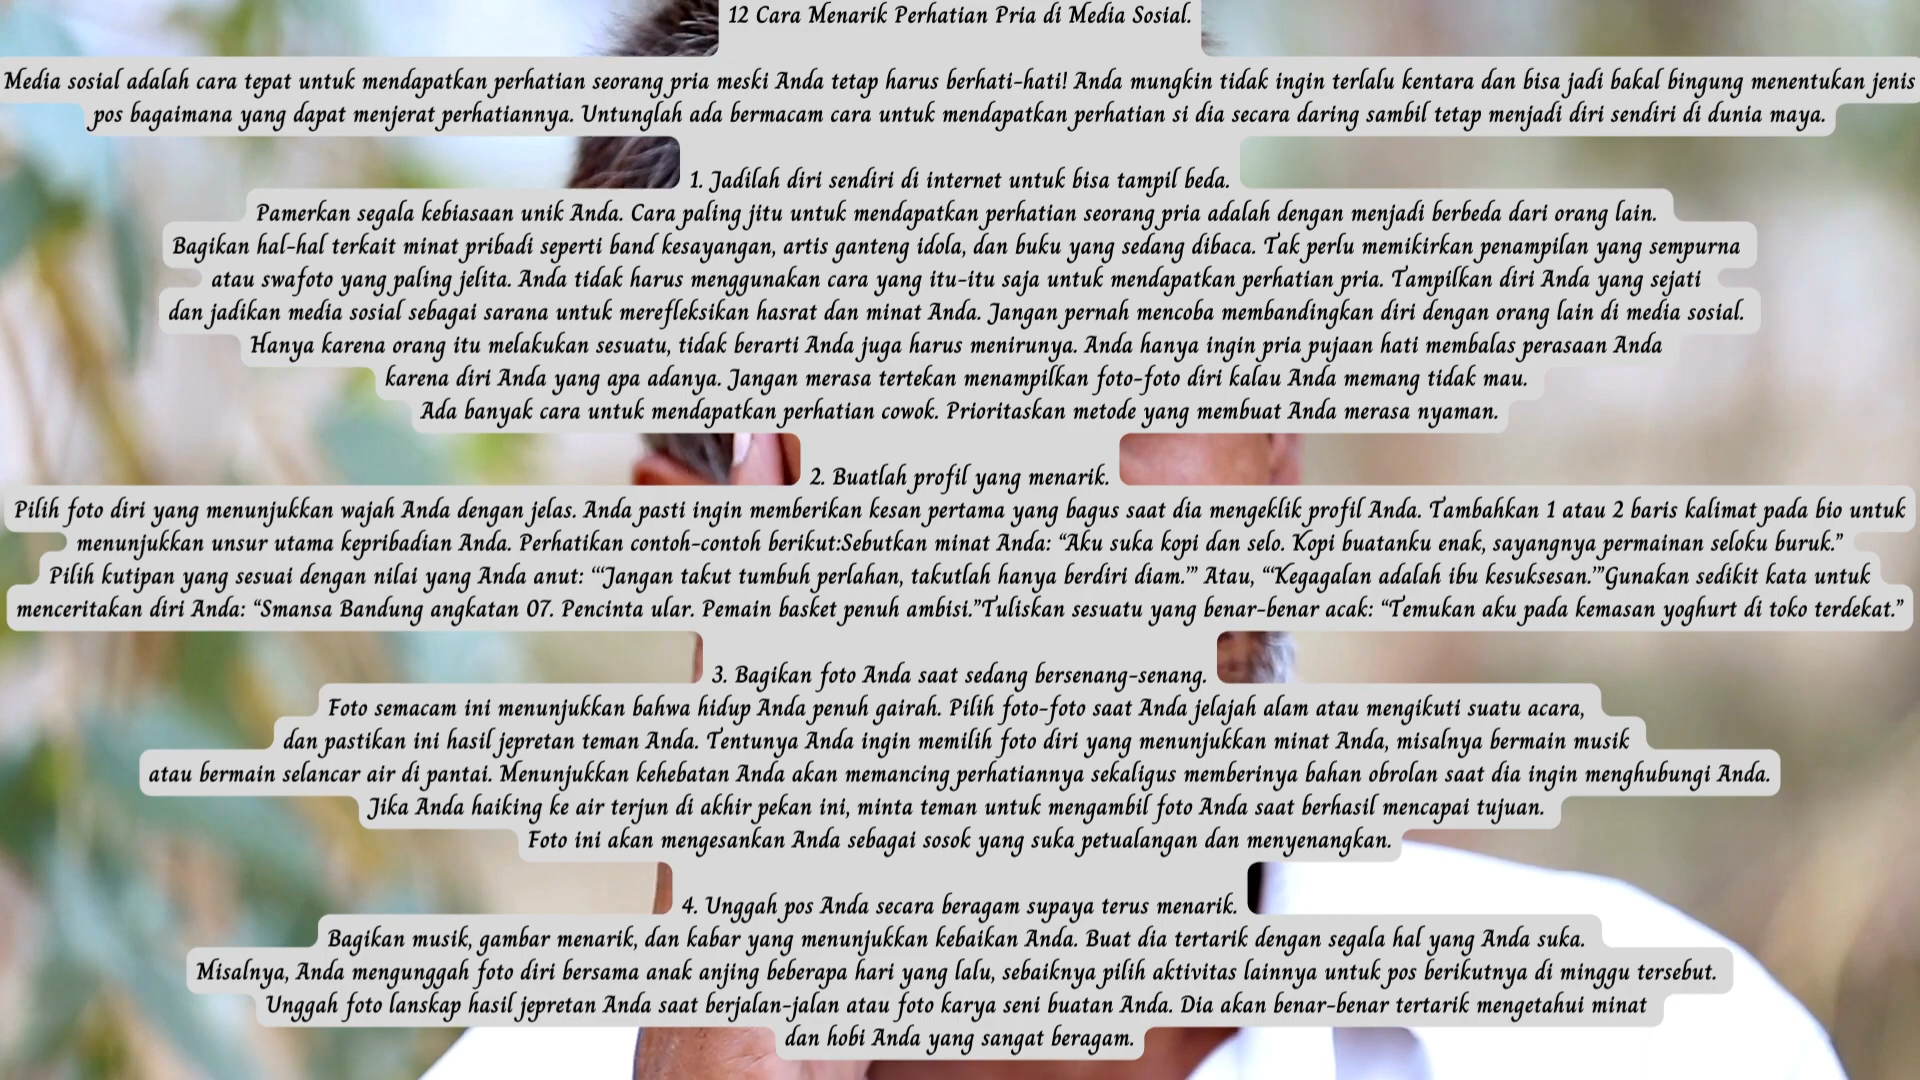 12 Cara Menarik Perhatian Pria di Media Sosial.
Media sosial adalah cara tepat untuk mendapatkan perhatian seorang pria meski Anda tetap harus berhati-hati! Anda mungkin tidak ingin terlalu kentara dan bisa jadi bakal bingung menentukan jenis
pos bagaimana yang dapat menjerat perhatiannya. Untunglah ada bermacam cara untuk mendapatkan perhatian si dia secara daring sambil tetap menjadi diri sendiri di dunia maya.
1. Jadilah diri sendiri di internet untuk bisa tampil beda.
Pamerkan segala kebiasaan unik Anda. Cara paling jitu untuk mendapatkan perhatian seorang pria adalah dengan menjadi berbeda dari orang lain.
Bagikan hal-hal terkait minat pribadi seperti band kesayangan, artis ganteng idola, dan buku yang sedang dibaca. Tak perlu memikirkan penampilan yang sempurna
atau swafoto yang paling jelita. Anda tidak harus menggunakan cara yang itu-itu saja untuk mendapatkan perhatian pria. Tampilkan diri Anda yang sejati
dan jadikan media sosial sebagai sarana untuk merefleksikan hasrat dan minat Anda. Jangan pernah mencoba membandingkan diri dengan orang lain di media sosial.
Hanya karena orang itu melakukan sesuatu, tidak berarti Anda juga harus menirunya. Anda hanya ingin pria pujaan hati membalas perasaan Anda
karena diri Anda yang apa adanya. Jangan merasa tertekan menampilkan foto-foto diri kalau Anda memang tidak mau.
Ada banyak cara untuk mendapatkan perhatian cowok. Prioritaskan metode yang membuat Anda merasa nyaman.
2. Buatlah profil yang menarik.
Pilih foto diri yang menunjukkan wajah Anda dengan jelas. Anda pasti ingin memberikan kesan pertama yang bagus saat dia mengeklik profil Anda. Tambahkan 1 atau 2 baris kalimat pada bio untuk
menunjukkan unsur utama kepribadian Anda. Perhatikan contoh-contoh berikut:Sebutkan minat Anda: “Aku suka kopi dan selo. Kopi buatanku enak, sayangnya permainan seloku buruk.”
Pilih kutipan yang sesuai dengan nilai yang Anda anut: “‘Jangan takut tumbuh perlahan, takutlah hanya berdiri diam.’” Atau, “‘Kegagalan adalah ibu kesuksesan.’”Gunakan sedikit kata untuk
menceritakan diri Anda: “Smansa Bandung angkatan 07. Pencinta ular. Pemain basket penuh ambisi.”Tuliskan sesuatu yang benar-benar acak: “Temukan aku pada kemasan yoghurt di toko terdekat.”
3. Bagikan foto Anda saat sedang bersenang-senang.
Foto semacam ini menunjukkan bahwa hidup Anda penuh gairah. Pilih foto-foto saat Anda jelajah alam atau mengikuti suatu acara,
dan pastikan ini hasil jepretan teman Anda. Tentunya Anda ingin memilih foto diri yang menunjukkan minat Anda, misalnya bermain musik
atau bermain selancar air di pantai. Menunjukkan kehebatan Anda akan memancing perhatiannya sekaligus memberinya bahan obrolan saat dia ingin menghubungi Anda.
Jika Anda haiking ke air terjun di akhir pekan ini, minta teman untuk mengambil foto Anda saat berhasil mencapai tujuan.
Foto ini akan mengesankan Anda sebagai sosok yang suka petualangan dan menyenangkan.
4. Unggah pos Anda secara beragam supaya terus menarik.
Bagikan musik, gambar menarik, dan kabar yang menunjukkan kebaikan Anda. Buat dia tertarik dengan segala hal yang Anda suka.
Misalnya, Anda mengunggah foto diri bersama anak anjing beberapa hari yang lalu, sebaiknya pilih aktivitas lainnya untuk pos berikutnya di minggu tersebut.
Unggah foto lanskap hasil jepretan Anda saat berjalan-jalan atau foto karya seni buatan Anda. Dia akan benar-benar tertarik mengetahui minat
dan hobi Anda yang sangat beragam.